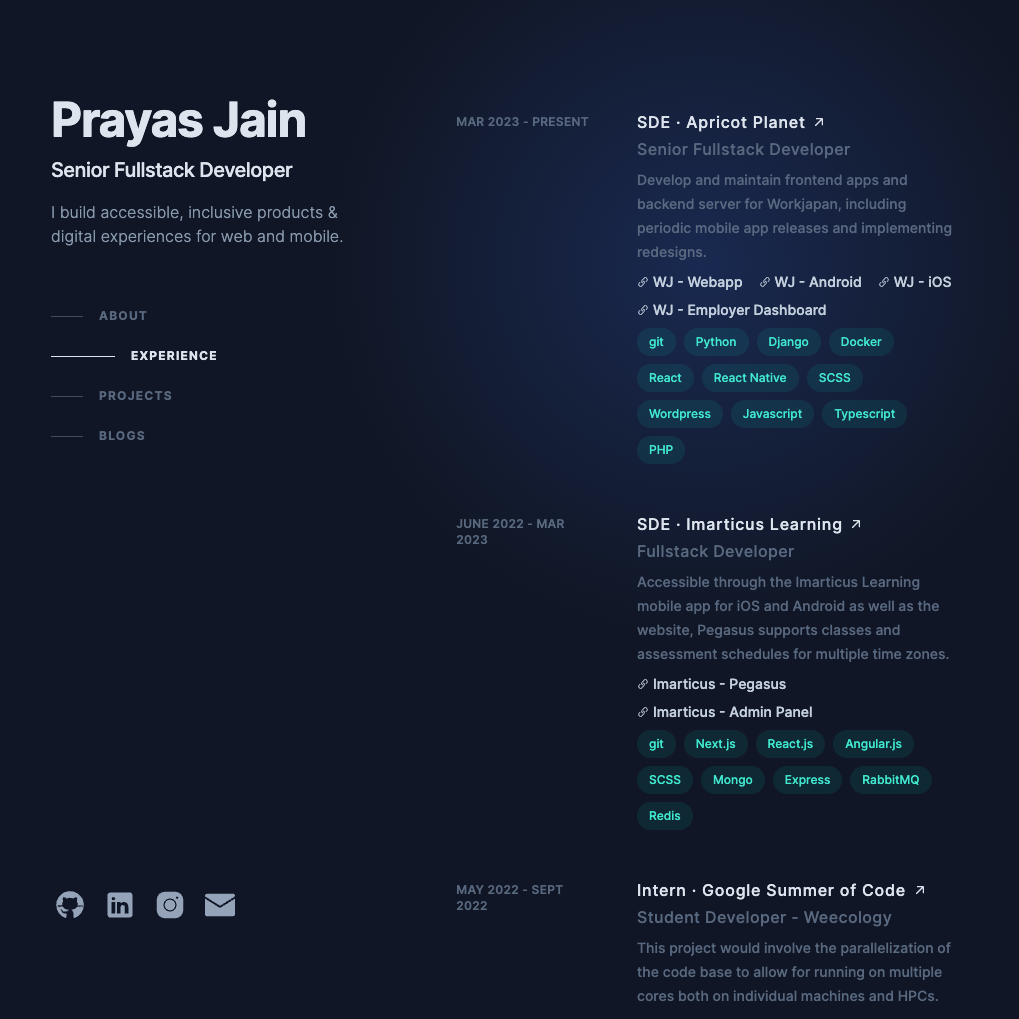 Prayas Jain
Senior Fullstack Developer
I build accessible, inclusive products &
digital experiences for web and mobile.
ABOUT
EXPERIENCE
PROJECTS
BLOGS
MAR 2023 - PRESENT
SDE · Apricot Planet
Senior Fullstack Developer
Develop and maintain frontend apps and
backend server for Workjapan, including
periodic mobile app releases and implementing
redesigns.
WJ - Webapp WJ - Android WJ - iOS
WJ - Employer Dashboard
git Python Django Docker
React React Native SCSS
Wordpress Javascript Typescript
PHP
JUNE 2022 - MAR
2023
SDE · Imarticus Learning
Fullstack Developer
Accessible through the Imarticus Learning
mobile app for iOS and Android as well as the
website, Pegasus supports classes and
assessment schedules for multiple time zones.
Imarticus - Pegasus
Imarticus - Admin Panel
git Next.js React.js Angular.js
SCSS Mongo Express RabbitMQ
Redis
MAY 2022 - SEPT
2022
Intern · Google Summer of Code
Student Developer - Weecology
This project would involve the parallelization of
the code base to allow for running on multiple
cores both on individual machines and HPCs.